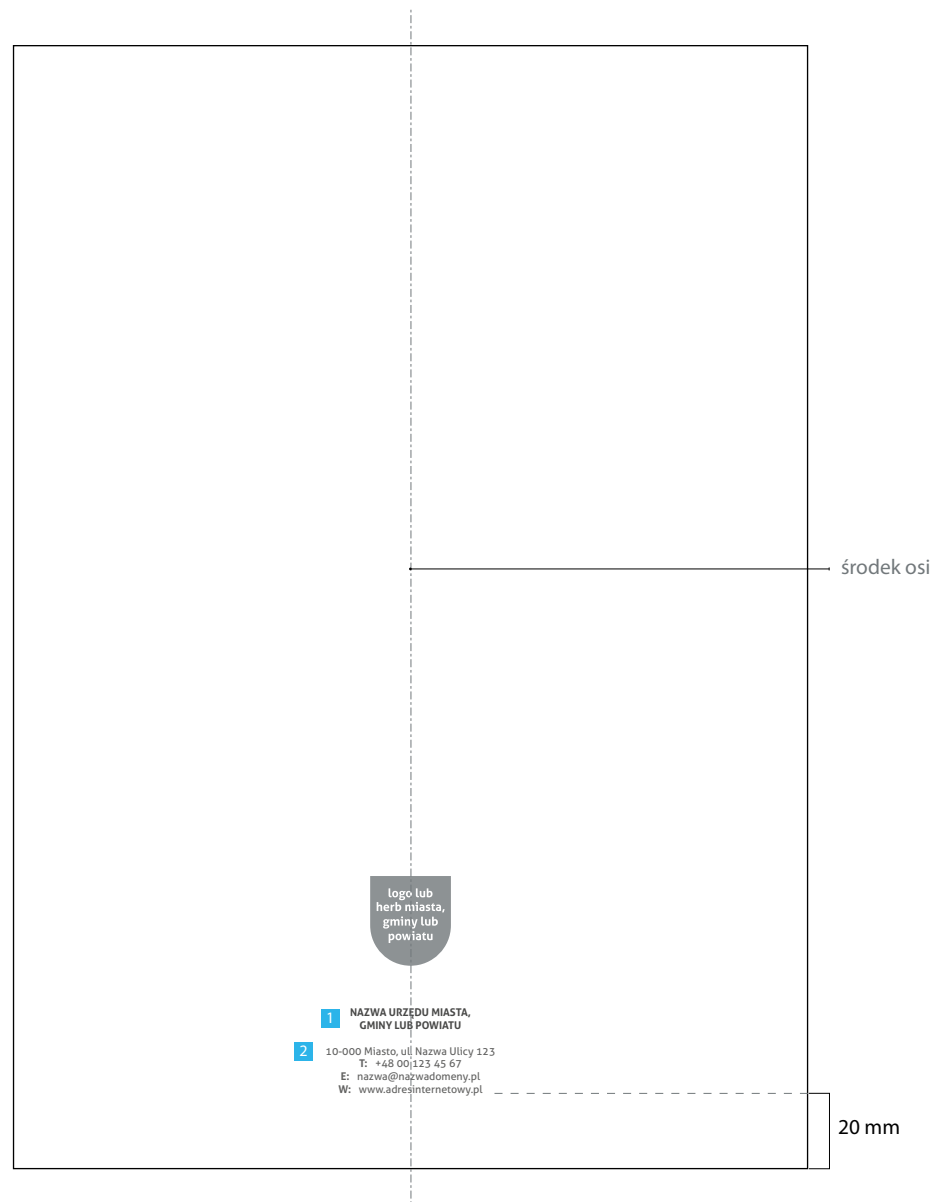 środek osi
logo lub
herb miasta,
gminy lub
powiatu
1 NAZWA URZĘDU MIASTA,
GMINY LUB POWIATU
2 10-000 Miasto, ul. Nazwa Ulicy 123
T: +48 00 123 45 67
E: nazwa@nazwadomeny.pl
W: www.adresinternetowy.pl
20 mm